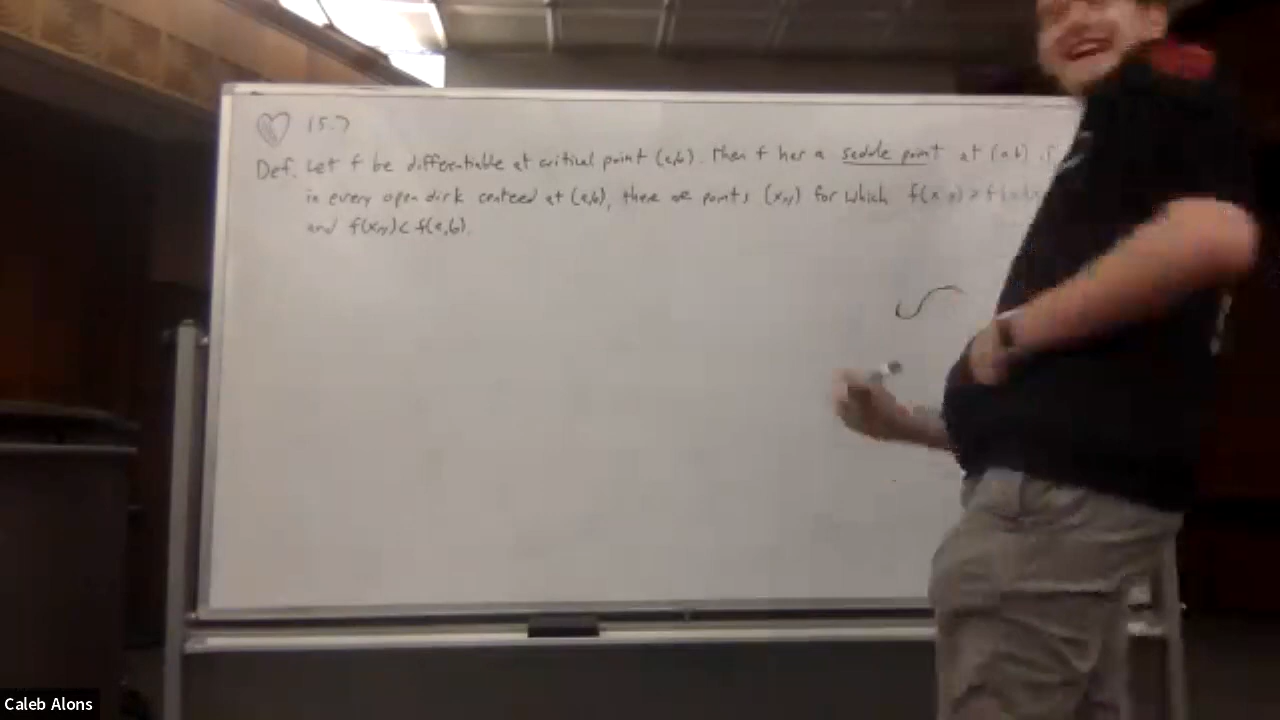 ♡ 15.7
Def. Let f be differentiable at critical point (a,b). Then f has a saddle point at (a,b) if
in every open disk centered at (a,b), there are points (x,y) for which f(x,y) > f(a,b)
and f(x,y) < f(a,b).
Caleb Alons